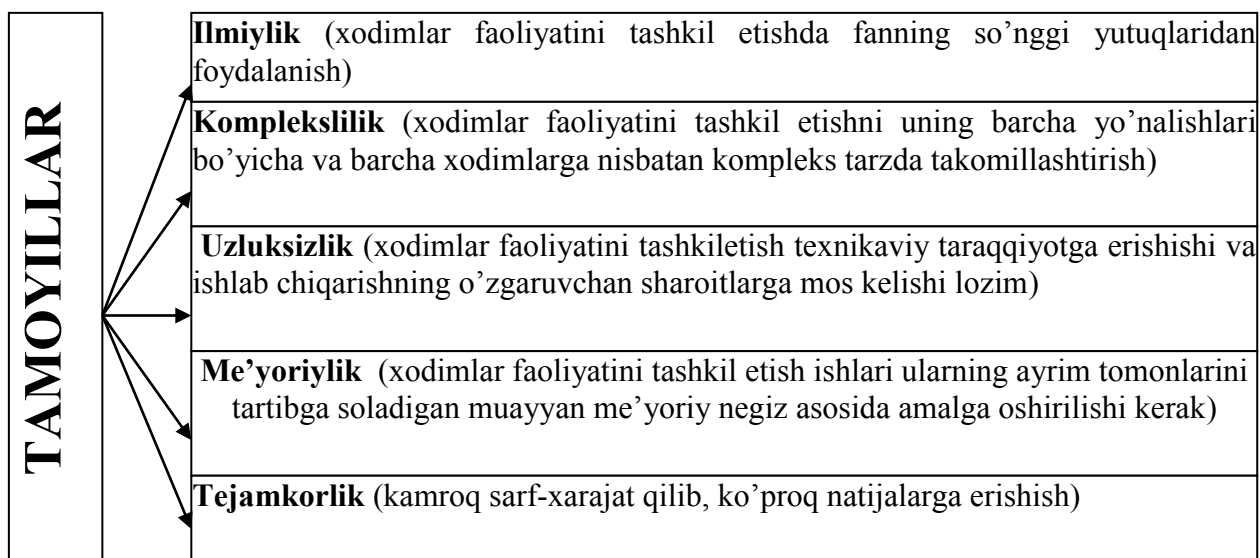 TAMOYILLAR
Ilmiylik (xodimlar faoliyatini tashkil etishda fanning so’nggi yutuqlaridan
foydalanish)
Komplekslilik (xodimlar faoliyatini tashkil etishni uning barcha yo’nalishlari
bo’yicha va barcha xodimlarga nisbatan kompleks tarzda takomillashtirish)
Uzluksizlik (xodimlar faoliyatini tashkiletish texnikaviy taraqqiyotga erishishi va
ishlab chiqarishning o’zgaruvchan sharoitlarga mos kelishi lozim)
Me’yoriylik (xodimlar faoliyatini tashkil etish ishlari ularning ayrim tomonlarini
tartibga soladigan muayyan me’yoriy negiz asosida amalga oshirilishi kerak)
Tejamkorlik (kamroq sarf-xarajat qilib, ko’proq natijalarga erishish)